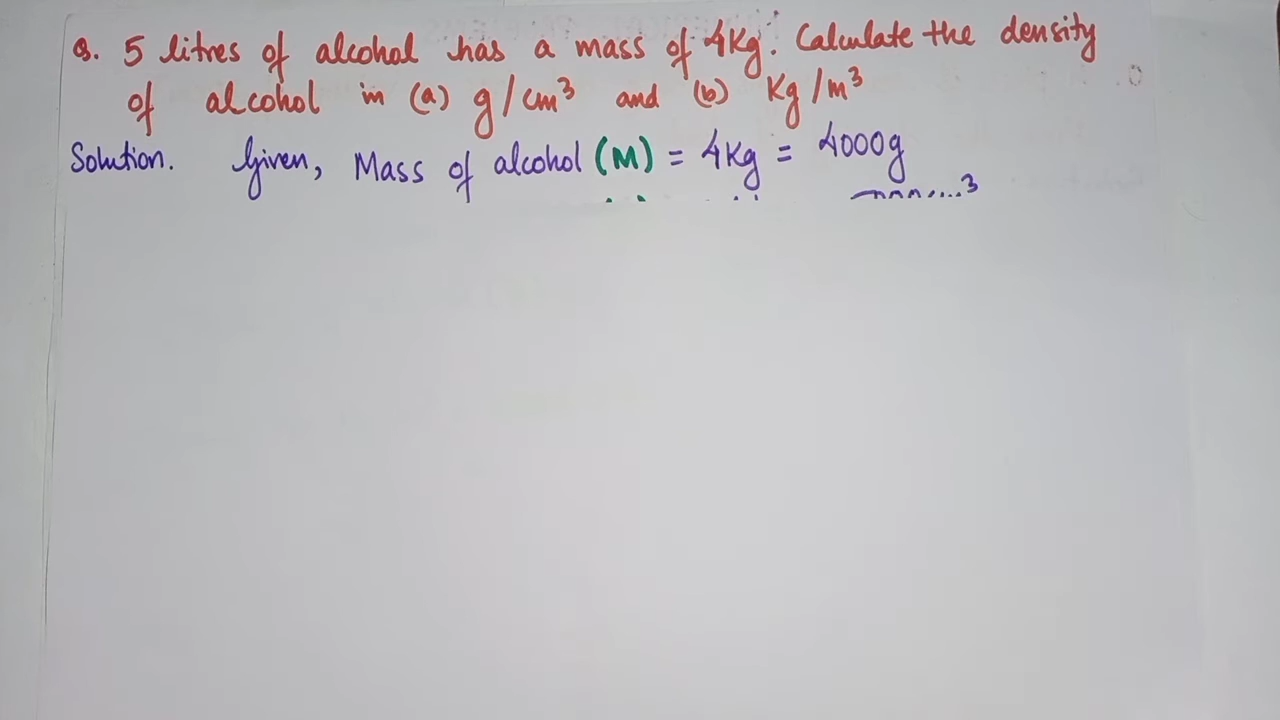 Q. 5 litres of alcohol has a mass of 4Kg. Calculate the density
of alcohol in (a) g/cm³ and (b) Kg/m³
Solution. Given, Mass of alcohol (M) = 4Kg = 4000g